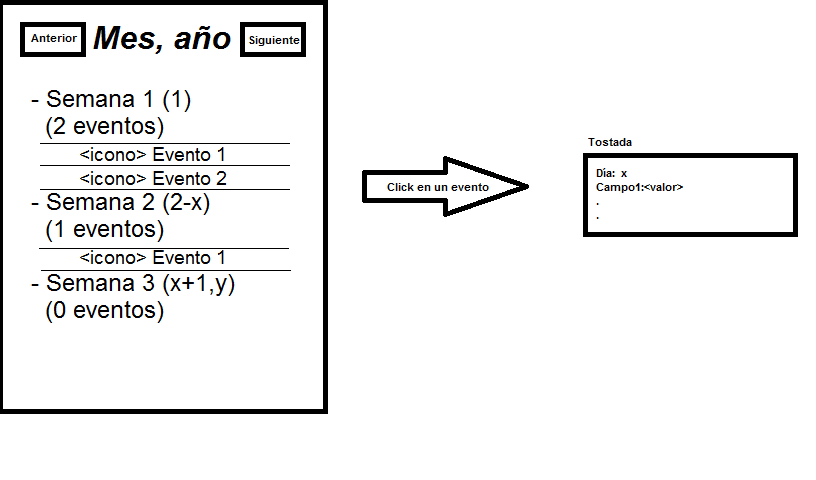 Anterior
Mes, año
Siguiente
- Semana 1 (1)
(2 eventos)
<icono> Evento 1
<icono> Evento 2
- Semana 2 (2-x)
(1 eventos)
<icono> Evento 1
- Semana 3 (x+1,y)
(0 eventos)
Click en un evento
Tostada
Día: x
Campo1:<valor>
.
.